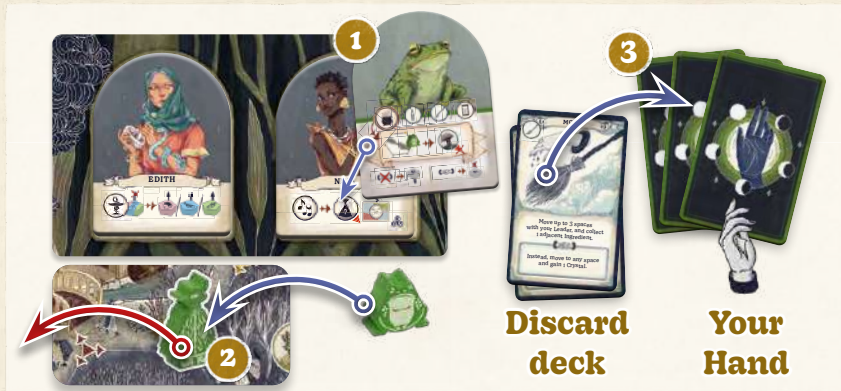 1
EDITH
2
3
Move up to 3 spaces
with your Leader, and collect
1 adjacent Ingredient.
Instead, move to any space
and gain 1 Crystal.
Discard
deck
Your
Hand